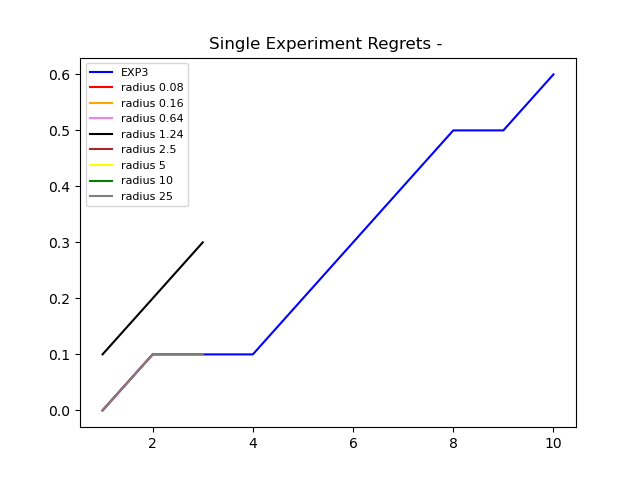 Single Experiment Regrets -
EXP3
radius 0.08
radius 0.16
radius 0.64
radius 1.24
radius 2.5
radius 5
radius 10
radius 25
0.6
0.5
0.4
0.3
0.2
0.1
0.0
2 4 6 8 10